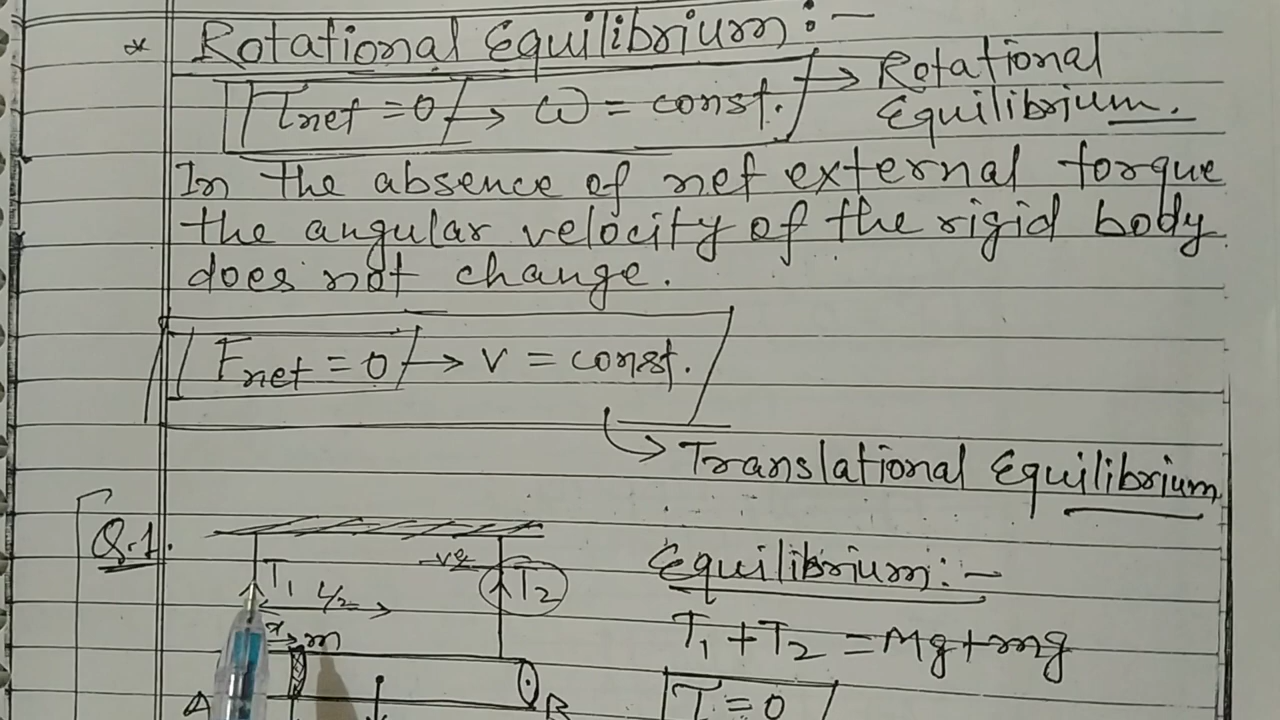 * Rotational Equilibrium:-
τnet = 0 → ω = const. → Rotational
Equilibrium.
In the absence of net external torque
the angular velocity of the rigid body
does not change.
Fnet = 0 → v = const.
→ Translational Equilibrium
Q.1.
T₁ L/2
-ve T₂
x m
A B
Equilibrium:-
T₁ + T₂ = Mg + mg
τ = 0